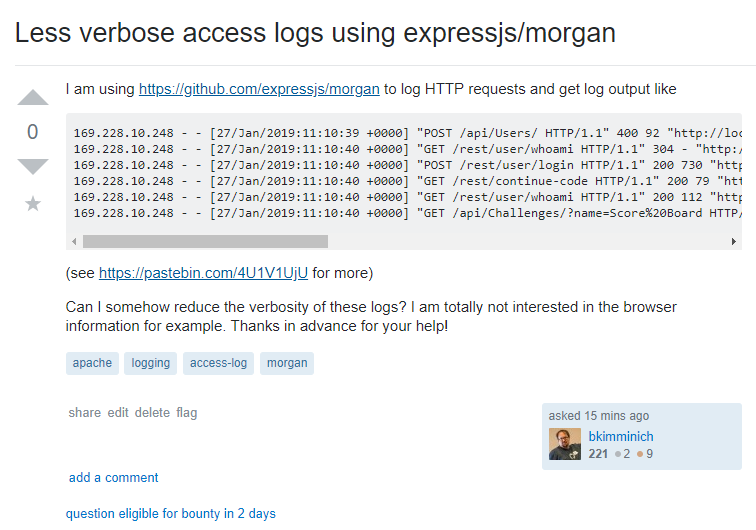 Less verbose access logs using expressjs/morgan
I am using https://github.com/expressjs/morgan to log HTTP requests and get log output like
0
169.228.10.248 - - [27/Jan/2019:11:10:39 +0000] "POST /api/Users/ HTTP/1.1" 400 92 "http://loc
169.228.10.248 - - [27/Jan/2019:11:10:40 +0000] "GET /rest/user/whoami HTTP/1.1" 304 - "http:/
169.228.10.248 - - [27/Jan/2019:11:10:40 +0000] "POST /rest/user/login HTTP/1.1" 200 730 "http
169.228.10.248 - - [27/Jan/2019:11:10:40 +0000] "GET /rest/continue-code HTTP/1.1" 200 79 "htt
169.228.10.248 - - [27/Jan/2019:11:10:40 +0000] "GET /rest/user/whoami HTTP/1.1" 200 112 "http
169.228.10.248 - - [27/Jan/2019:11:10:40 +0000] "GET /api/Challenges/?name=Score%20Board HTTP/
(see https://pastebin.com/4U1V1UjU for more)
Can I somehow reduce the verbosity of these logs? I am totally not interested in the browser
information for example. Thanks in advance for your help!
apache logging access-log morgan
share edit delete flag
asked 15 mins ago
bkimminich
221 2 9
add a comment
question eligible for bounty in 2 days